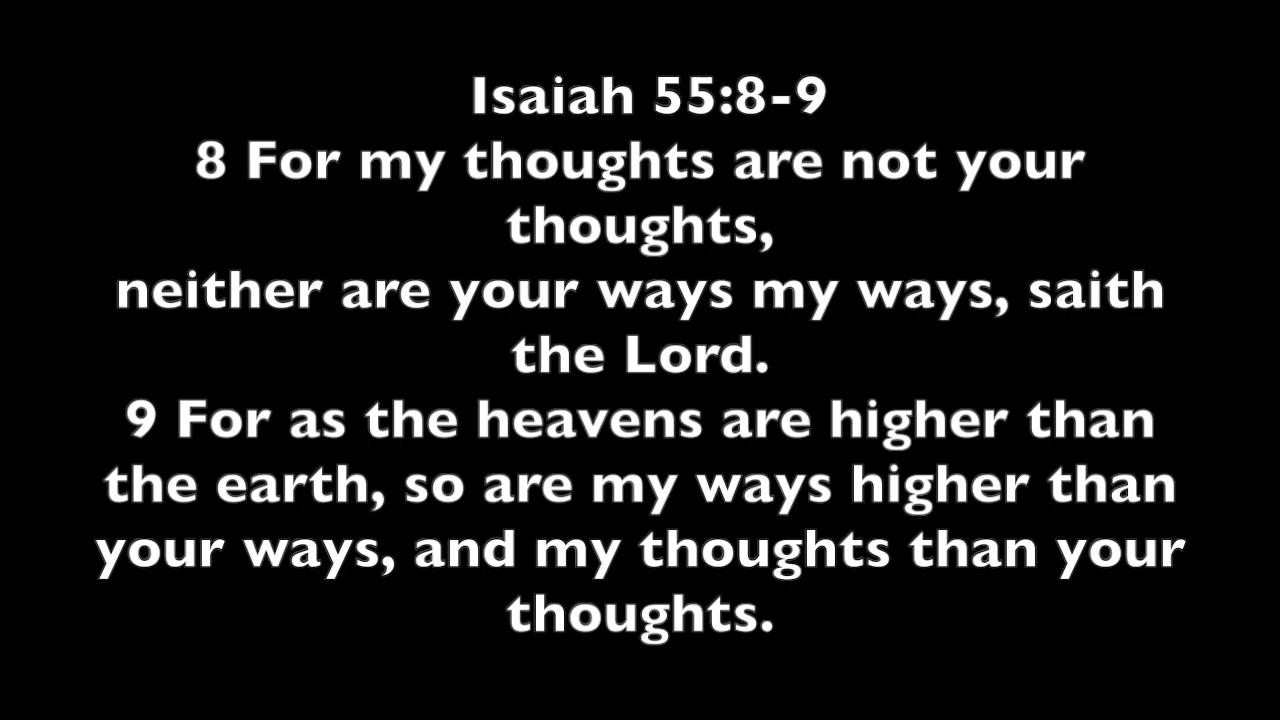 Isaiah 55:8-9
8 For my thoughts are not your
thoughts,
neither are your ways my ways, saith
the Lord.
9 For as the heavens are higher than
the earth, so are my ways higher than
your ways, and my thoughts than your
thoughts.